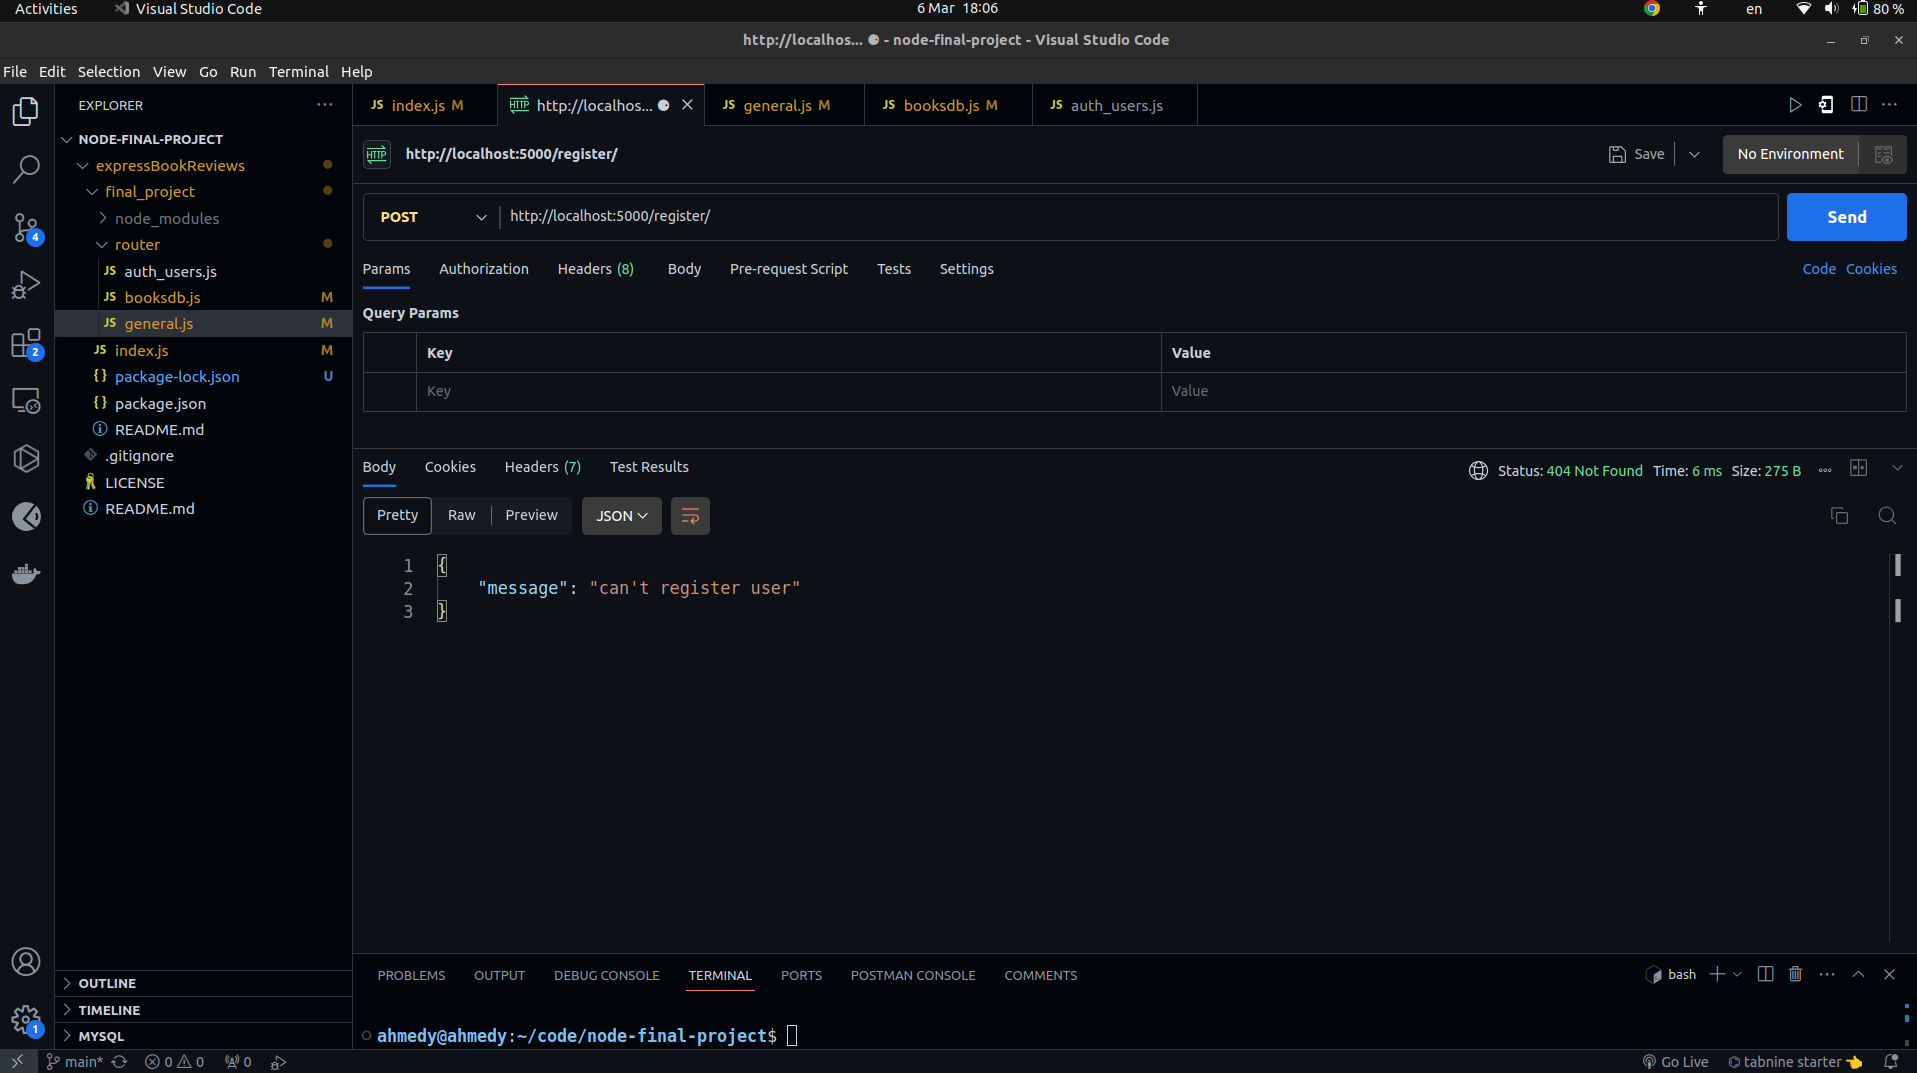 Activities
Visual Studio Code
6 Mar 18:06
en
80 %
http://localhos... ● - node-final-project - Visual Studio Code
File Edit Selection View Go Run Terminal Help
EXPLORER
NODE-FINAL-PROJECT
expressBookReviews
final_project
node_modules
router
JS auth_users.js
JS booksdb.js M
JS general.js M
JS index.js M
{} package-lock.json U
{} package.json
README.md
.gitignore
LICENSE
README.md
OUTLINE
TIMELINE
MYSQL
4
2
1
JS index.js M
HTTP http://localhos... ●
JS general.js M
JS booksdb.js M
JS auth_users.js
HTTP http://localhost:5000/register/
Save
No Environment
POST http://localhost:5000/register/
Send
Params Authorization Headers (8) Body Pre-request Script Tests Settings
Code Cookies
Query Params
Key Value
Key Value
Body Cookies Headers (7) Test Results
Status: 404 Not Found Time: 6 ms Size: 275 B
Pretty Raw Preview JSON
1 {
2 "message": "can't register user"
3 }
PROBLEMS OUTPUT DEBUG CONSOLE TERMINAL PORTS POSTMAN CONSOLE COMMENTS
bash
ahmedy@ahmedy:~/code/node-final-project$
main* 0 0 0
Go Live tabnine starter 👈